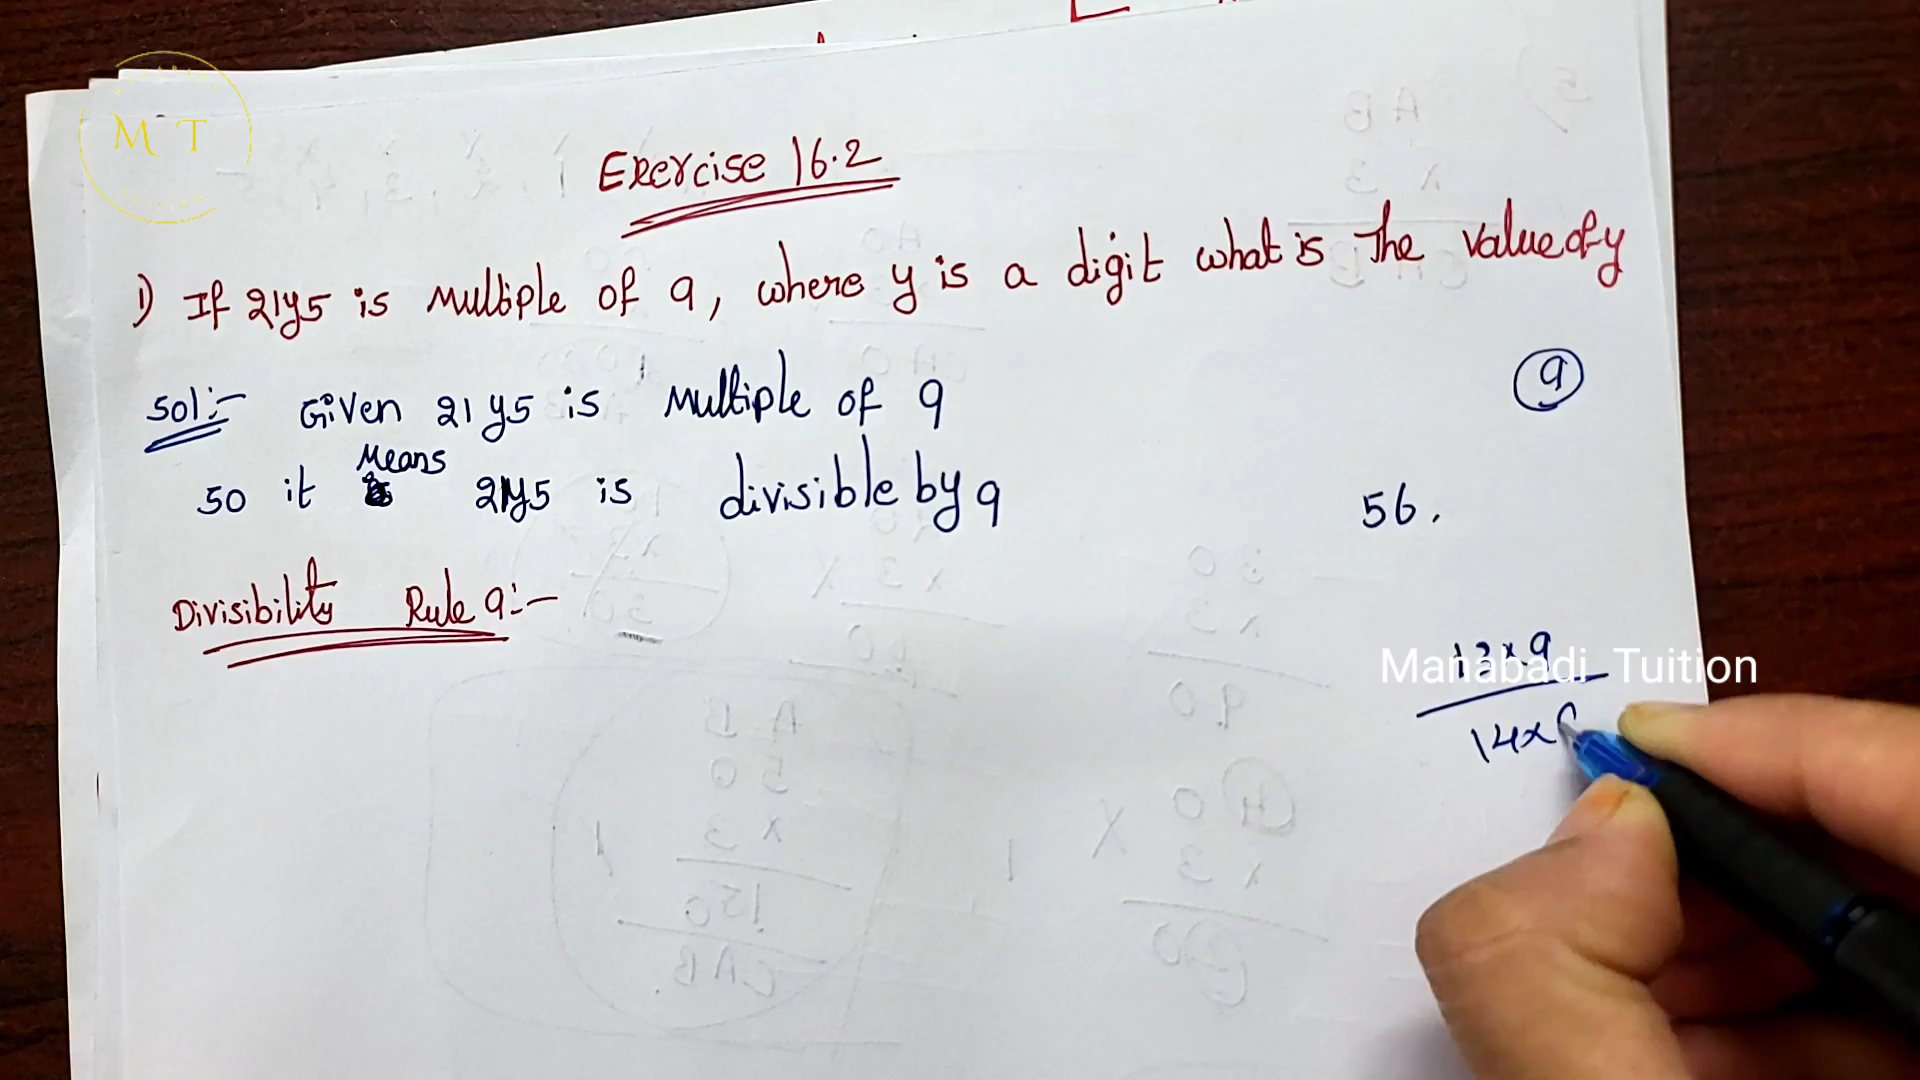 M T
Exercise 16.2
1) If 21y5 is multiple of 9, where y is a digit what is The value of y
Sol:- Given 21y5 is multiple of 9
9
Means
So it 21y5 is divisible by 9
56.
Divisibility Rule 9:-
13x9
Manabadi Tuition
14x